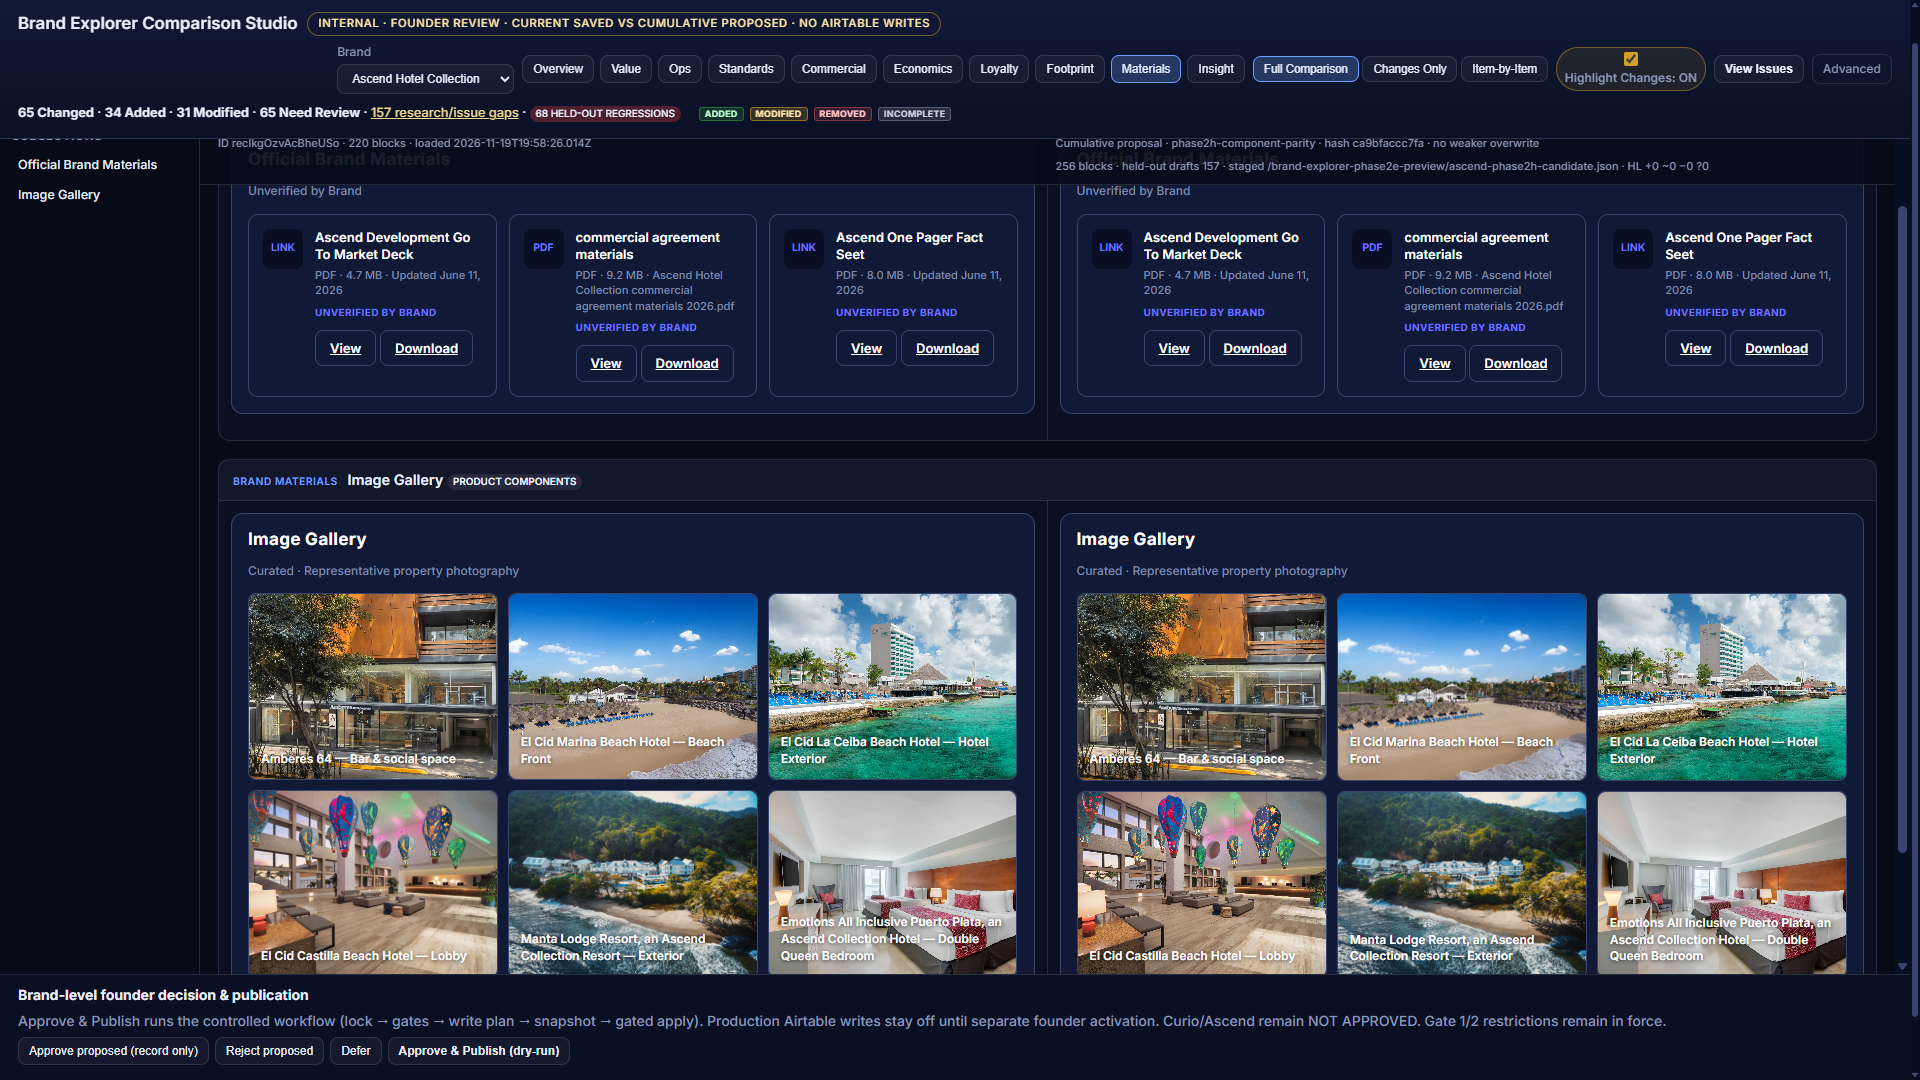 Brand Explorer Comparison Studio
INTERNAL · FOUNDER REVIEW · CURRENT SAVED VS CUMULATIVE PROPOSED · NO AIRTABLE WRITES
Brand
Ascend Hotel Collection
Overview
Value
Ops
Standards
Commercial
Economics
Loyalty
Footprint
Materials
Insight
Full Comparison
Changes Only
Item-by-Item
Highlight Changes: ON
View Issues
Advanced
65 Changed · 34 Added · 31 Modified · 65 Need Review · 157 research/issue gaps ·
68 HELD-OUT REGRESSIONS
ADDED
MODIFIED
REMOVED
INCOMPLETE
Official Brand Materials
Image Gallery
ID recIkgOzvAcBheUSo · 220 blocks · loaded 2026-11-19T19:58:26.014Z
Official Brand Materials
Unverified by Brand
LINK
Ascend Development Go
To Market Deck
PDF · 4.7 MB · Updated June 11,
2026
UNVERIFIED BY BRAND
View
Download
PDF
commercial agreement
materials
PDF · 9.2 MB · Ascend Hotel
Collection commercial
agreement materials 2026.pdf
UNVERIFIED BY BRAND
View
Download
LINK
Ascend One Pager Fact
Seet
PDF · 8.0 MB · Updated June 11,
2026
UNVERIFIED BY BRAND
View
Download
Cumulative proposal · phase2h-component-parity · hash ca9bfaccc7fa · no weaker overwrite
Official Brand Materials
256 blocks · held-out drafts 157 · staged /brand-explorer-phase2e-preview/ascend-phase2h-candidate.json · HL +0 ~0 −0 ?0
Unverified by Brand
LINK
Ascend Development Go
To Market Deck
PDF · 4.7 MB · Updated June 11,
2026
UNVERIFIED BY BRAND
View
Download
PDF
commercial agreement
materials
PDF · 9.2 MB · Ascend Hotel
Collection commercial
agreement materials 2026.pdf
UNVERIFIED BY BRAND
View
Download
LINK
Ascend One Pager Fact
Seet
PDF · 8.0 MB · Updated June 11,
2026
UNVERIFIED BY BRAND
View
Download
BRAND MATERIALS
Image Gallery
PRODUCT COMPONENTS
Image Gallery
Curated · Representative property photography
Amberes 64 — Bar & social space
El Cid Marina Beach Hotel — Beach
Front
El Cid La Ceiba Beach Hotel — Hotel
Exterior
El Cid Castilla Beach Hotel — Lobby
Manta Lodge Resort, an Ascend
Collection Resort — Exterior
Emotions All Inclusive Puerto Plata, an
Ascend Collection Hotel — Double
Queen Bedroom
Image Gallery
Curated · Representative property photography
Amberes 64 — Bar & social space
El Cid Marina Beach Hotel — Beach
Front
El Cid La Ceiba Beach Hotel — Hotel
Exterior
El Cid Castilla Beach Hotel — Lobby
Manta Lodge Resort, an Ascend
Collection Resort — Exterior
Emotions All Inclusive Puerto Plata, an
Ascend Collection Hotel — Double
Queen Bedroom
Brand-level founder decision & publication
Approve & Publish runs the controlled workflow (lock → gates → write plan → snapshot → gated apply). Production Airtable writes stay off until separate founder activation. Curio/Ascend remain NOT APPROVED. Gate 1/2 restrictions remain in force.
Approve proposed (record only)
Reject proposed
Defer
Approve & Publish (dry-run)